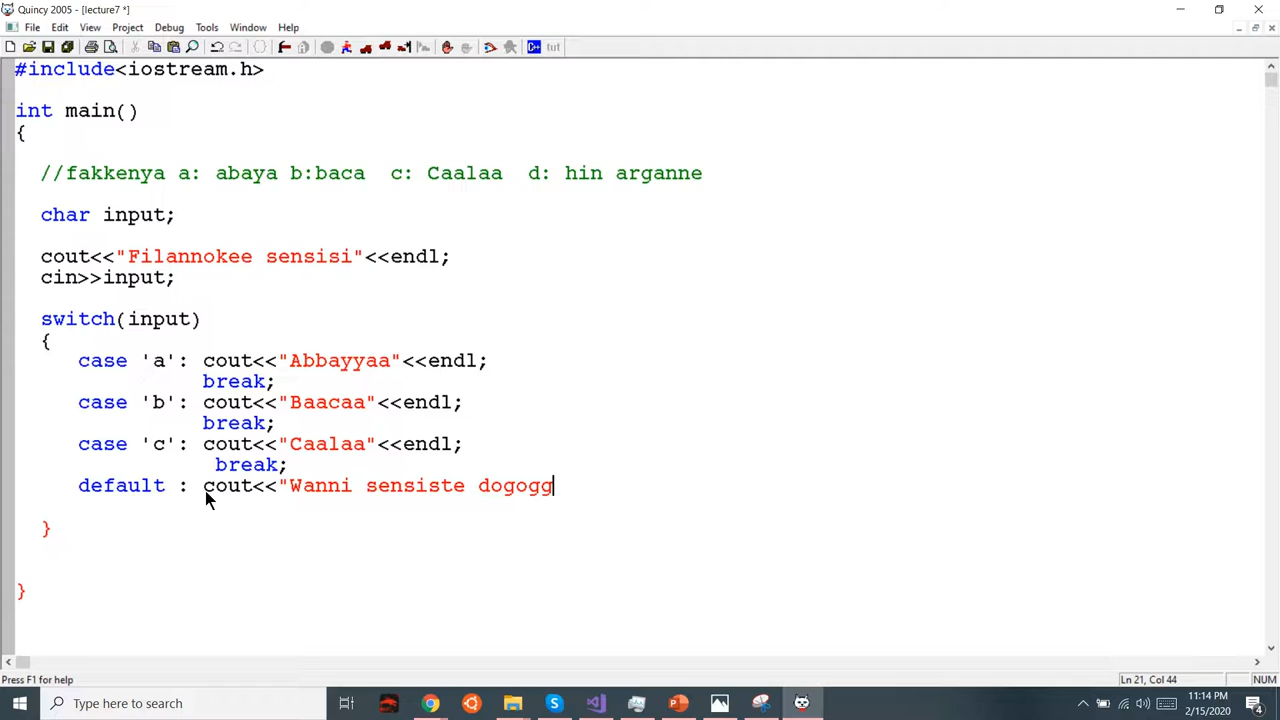 Quincy 2005 - [lecture7 *]
File Edit View Project Debug Tools Window Help
C++ tut
#include<iostream.h>
int main()
{
//fakkenya a: abaya b:baca c: Caalaa d: hin arganne
char input;
cout<<"Filannokee sensisi"<<endl;
cin>>input;
switch(input)
{
case 'a': cout<<"Abbayyaa"<<endl;
break;
case 'b': cout<<"Baacaa"<<endl;
break;
case 'c': cout<<"Caalaa"<<endl;
break;
default : cout<<"Wanni sensiste dogogg
}
}
Press F1 for help
Ln 21, Col 44
NUM
Type here to search
11:14 PM
2/15/2020